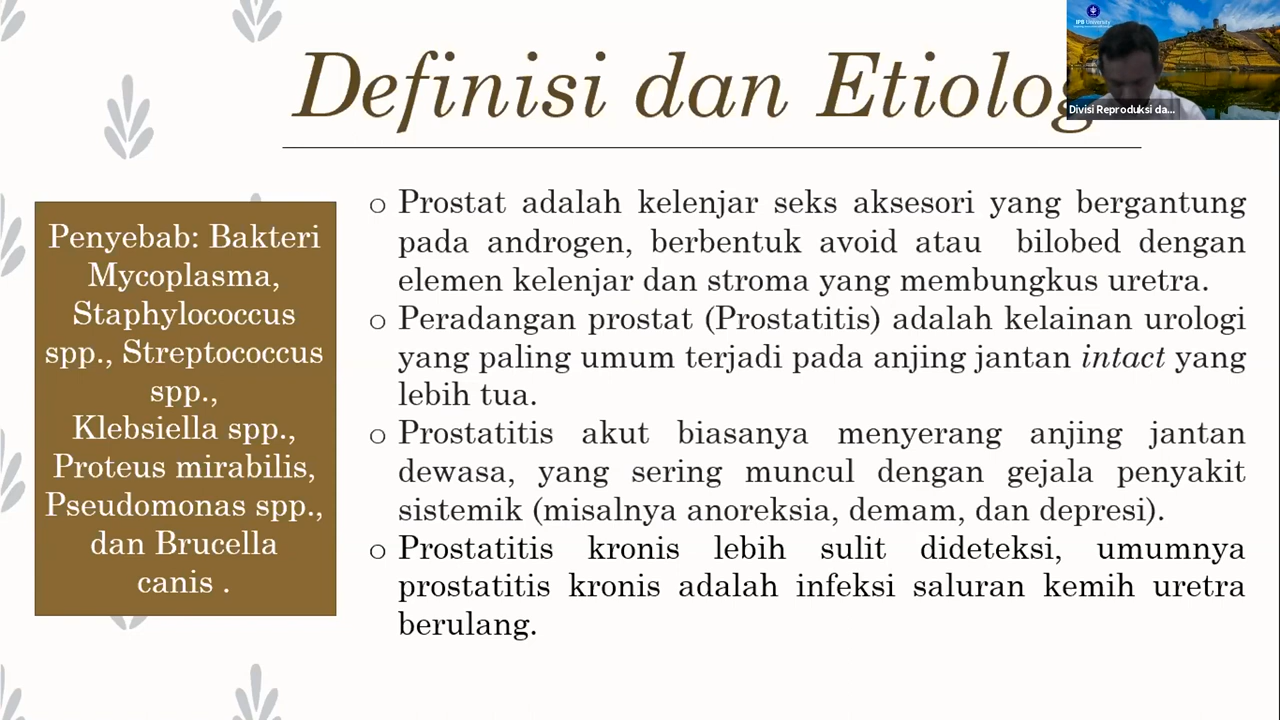 Definisi dan Etiolog
IPB University
Divisi Reproduksi da...
Penyebab: Bakteri
Mycoplasma,
Staphylococcus
spp., Streptococcus
spp.,
Klebsiella spp.,
Proteus mirabilis,
Pseudomonas spp.,
dan Brucella
canis .
o Prostat adalah kelenjar seks aksesori yang bergantung
pada androgen, berbentuk avoid atau bilobed dengan
elemen kelenjar dan stroma yang membungkus uretra.
o Peradangan prostat (Prostatitis) adalah kelainan urologi
yang paling umum terjadi pada anjing jantan intact yang
lebih tua.
o Prostatitis akut biasanya menyerang anjing jantan
dewasa, yang sering muncul dengan gejala penyakit
sistemik (misalnya anoreksia, demam, dan depresi).
o Prostatitis kronis lebih sulit dideteksi, umumnya
prostatitis kronis adalah infeksi saluran kemih uretra
berulang.